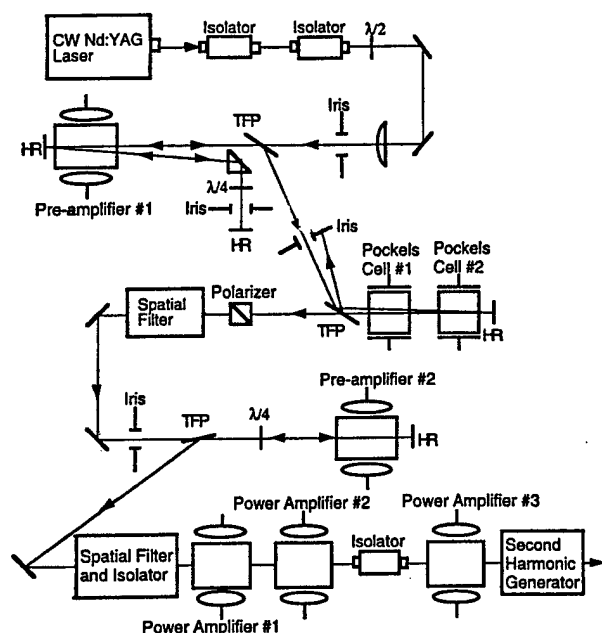 CW Nd:YAG
Laser
Isolator
Isolator
λ/2
Iris
TFP
HR
λ/4
Pre-amplifier #1
Iris
HR
Iris
Pockels
Cell #1
Pockels
Cell #2
Spatial
Filter
Polarizer
TFP
HR
Pre-amplifier #2
Iris
TFP
λ/4
HR
Power Amplifier #2
Power Amplifier #3
Isolator
Spatial Filter
and Isolator
Second
Harmonic
Generator
Power Amplifier #1